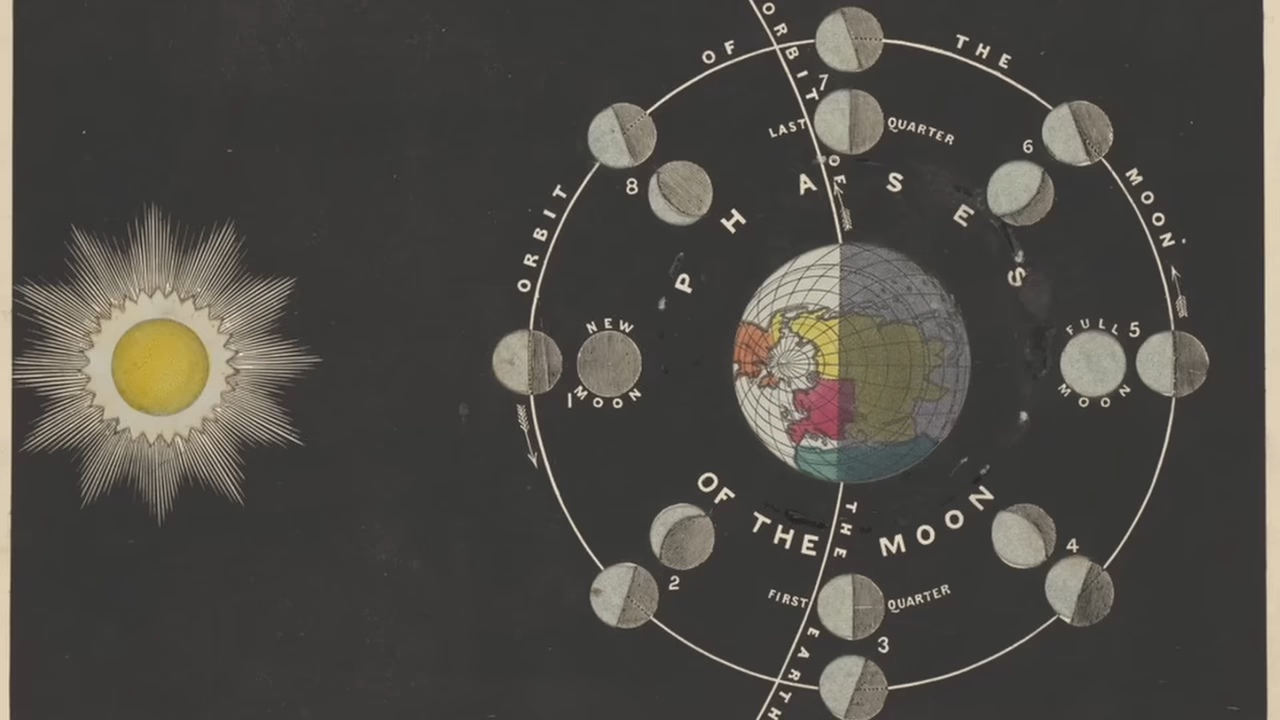 ORBIT OF THE MOON.
ORBIT OF THE EARTH
PHASES
OF THE MOON
7
LAST QUARTER
6
8
NEW
MOON
1
FULL
MOON
5
2
4
FIRST QUARTER
3